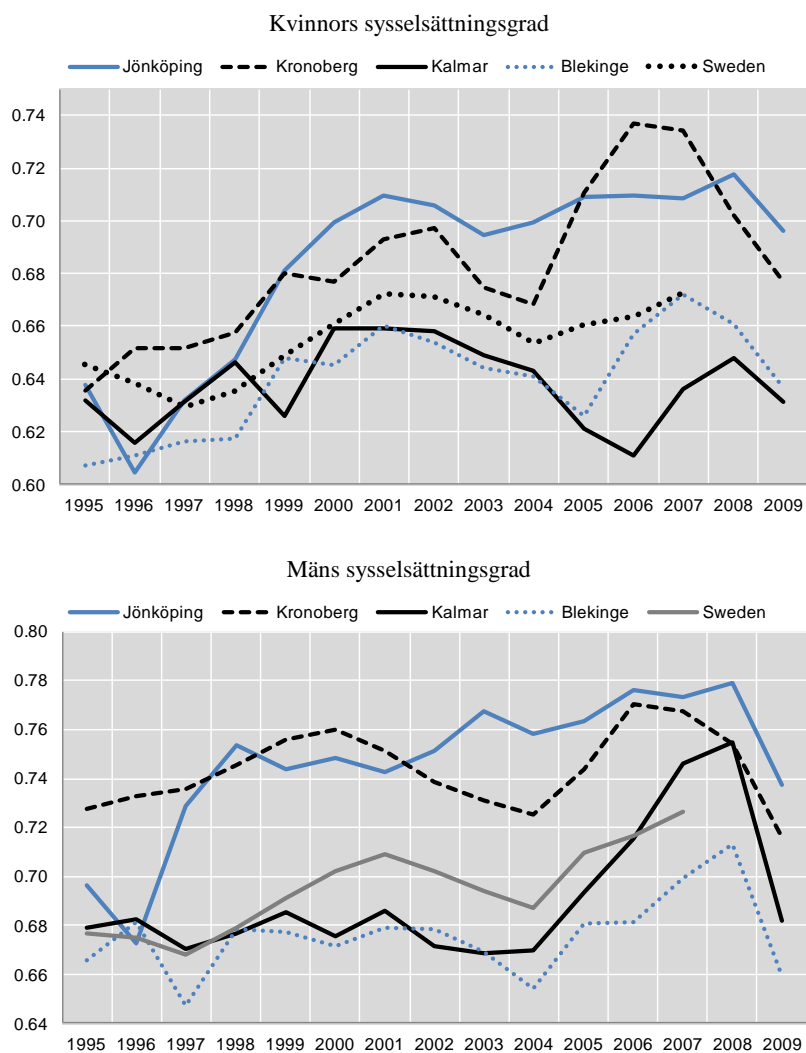 Kvinnors sysselsättningsgrad
Jönköping Kronoberg Kalmar Blekinge Sweden
0.74
0.72
0.70
0.68
0.66
0.64
0.62
0.60
1995 1996 1997 1998 1999 2000 2001 2002 2003 2004 2005 2006 2007 2008 2009
Mäns sysselsättningsgrad
Jönköping Kronoberg Kalmar Blekinge Sweden
0.80
0.78
0.76
0.74
0.72
0.70
0.68
0.66
0.64
1995 1996 1997 1998 1999 2000 2001 2002 2003 2004 2005 2006 2007 2008 2009